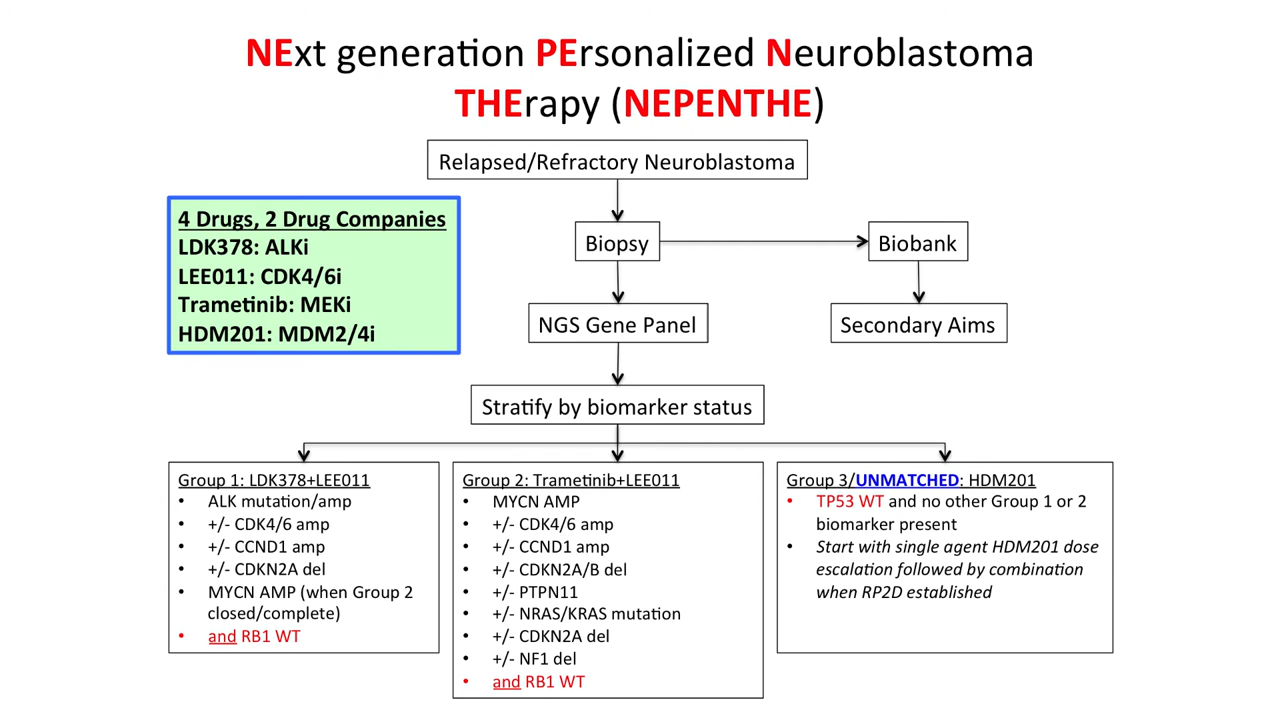 NExt generation PErsonalized Neuroblastoma
THErapy (NEPENTHE)
Relapsed/Refractory Neuroblastoma
4 Drugs, 2 Drug Companies
LDK378: ALKi
LEE011: CDK4/6i
Trametinib: MEKi
HDM201: MDM2/4i
Biopsy
Biobank
NGS Gene Panel
Secondary Aims
Stratify by biomarker status
Group 1: LDK378+LEE011
• ALK mutation/amp
• +/- CDK4/6 amp
• +/- CCND1 amp
• +/- CDKN2A del
• MYCN AMP (when Group 2
closed/complete)
• and RB1 WT
Group 2: Trametinib+LEE011
• MYCN AMP
• +/- CDK4/6 amp
• +/- CCND1 amp
• +/- CDKN2A/B del
• +/- PTPN11
• +/- NRAS/KRAS mutation
• +/- CDKN2A del
• +/- NF1 del
• and RB1 WT
Group 3/UNMATCHED: HDM201
• TP53 WT and no other Group 1 or 2
biomarker present
• Start with single agent HDM201 dose
escalation followed by combination
when RP2D established